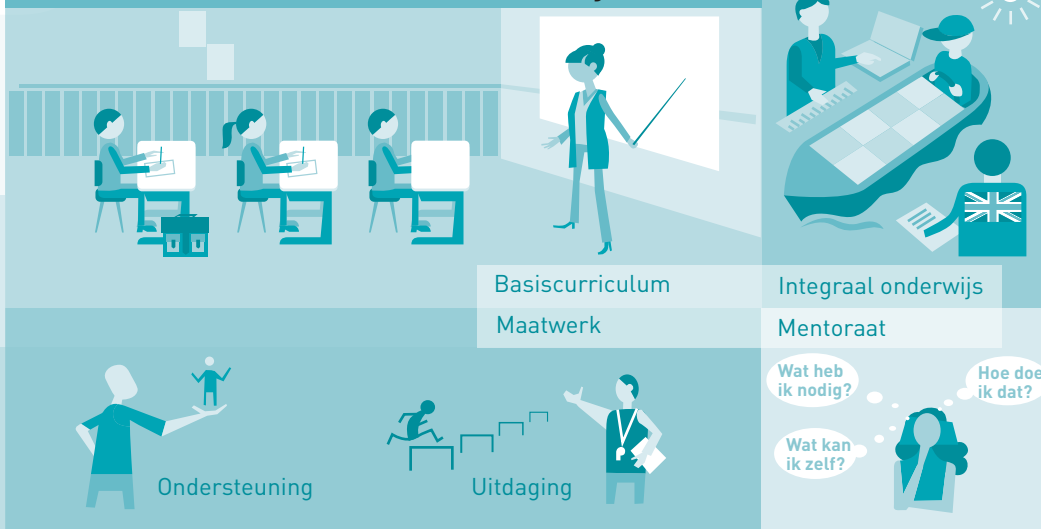 Basiscurriculum
Integraal onderwijs
Maatwerk
Mentoraat
Wat heb
ik nodig?
Hoe doe
ik dat?
Wat kan
ik zelf?
Ondersteuning
Uitdaging